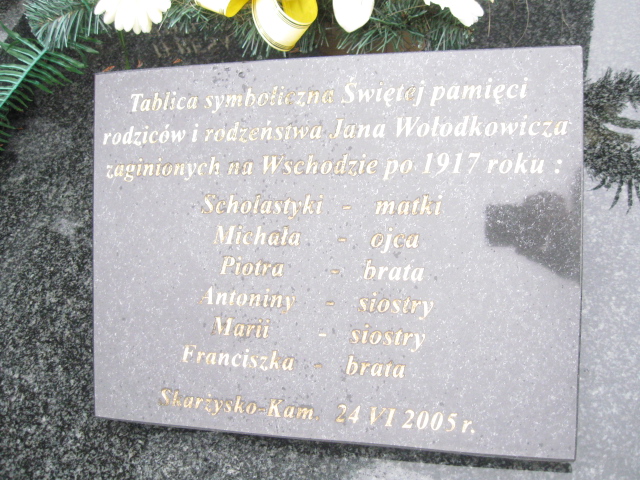 Tablica symboliczna Świętej pamięci
rodziców i rodzeństwa Jana Wołodkowicza
zaginionych na Wschodzie po 1917 roku :
Scholastyki - matki
Michała - ojca
Piotra - brata
Antoniny - siostry
Marii - siostry
Franciszka - brata
Skarżysko-Kam. 24 VI 2005 r.